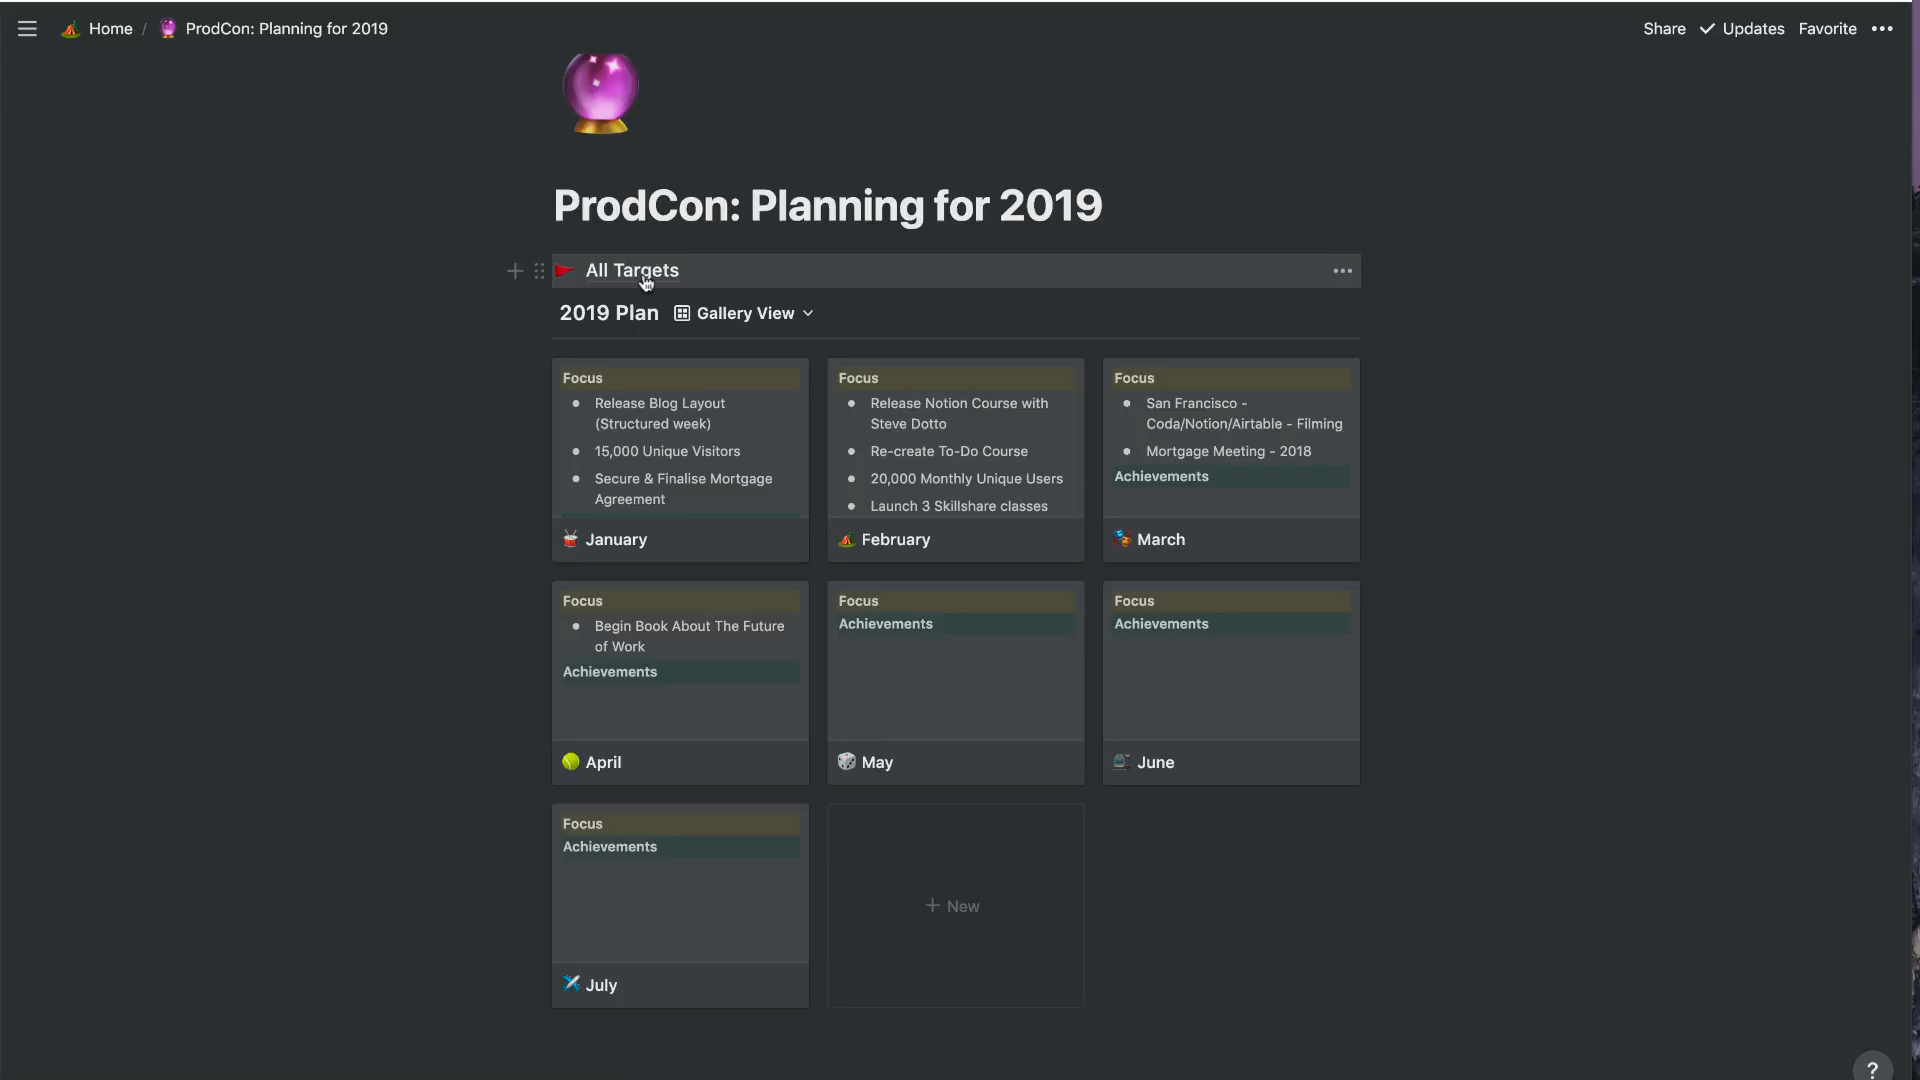 Home / ProdCon: Planning for 2019
Share Updates Favorite
ProdCon: Planning for 2019
All Targets
2019 Plan Gallery View
Focus
Release Blog Layout
(Structured week)
15,000 Unique Visitors
Secure & Finalise Mortgage
Agreement
January
Focus
Release Notion Course with
Steve Dotto
Re-create To-Do Course
20,000 Monthly Unique Users
Launch 3 Skillshare classes
February
Focus
San Francisco -
Coda/Notion/Airtable - Filming
Mortgage Meeting - 2018
Achievements
March
Focus
Begin Book About The Future
of Work
Achievements
April
Focus
Achievements
May
Focus
Achievements
June
Focus
Achievements
July
+ New
?